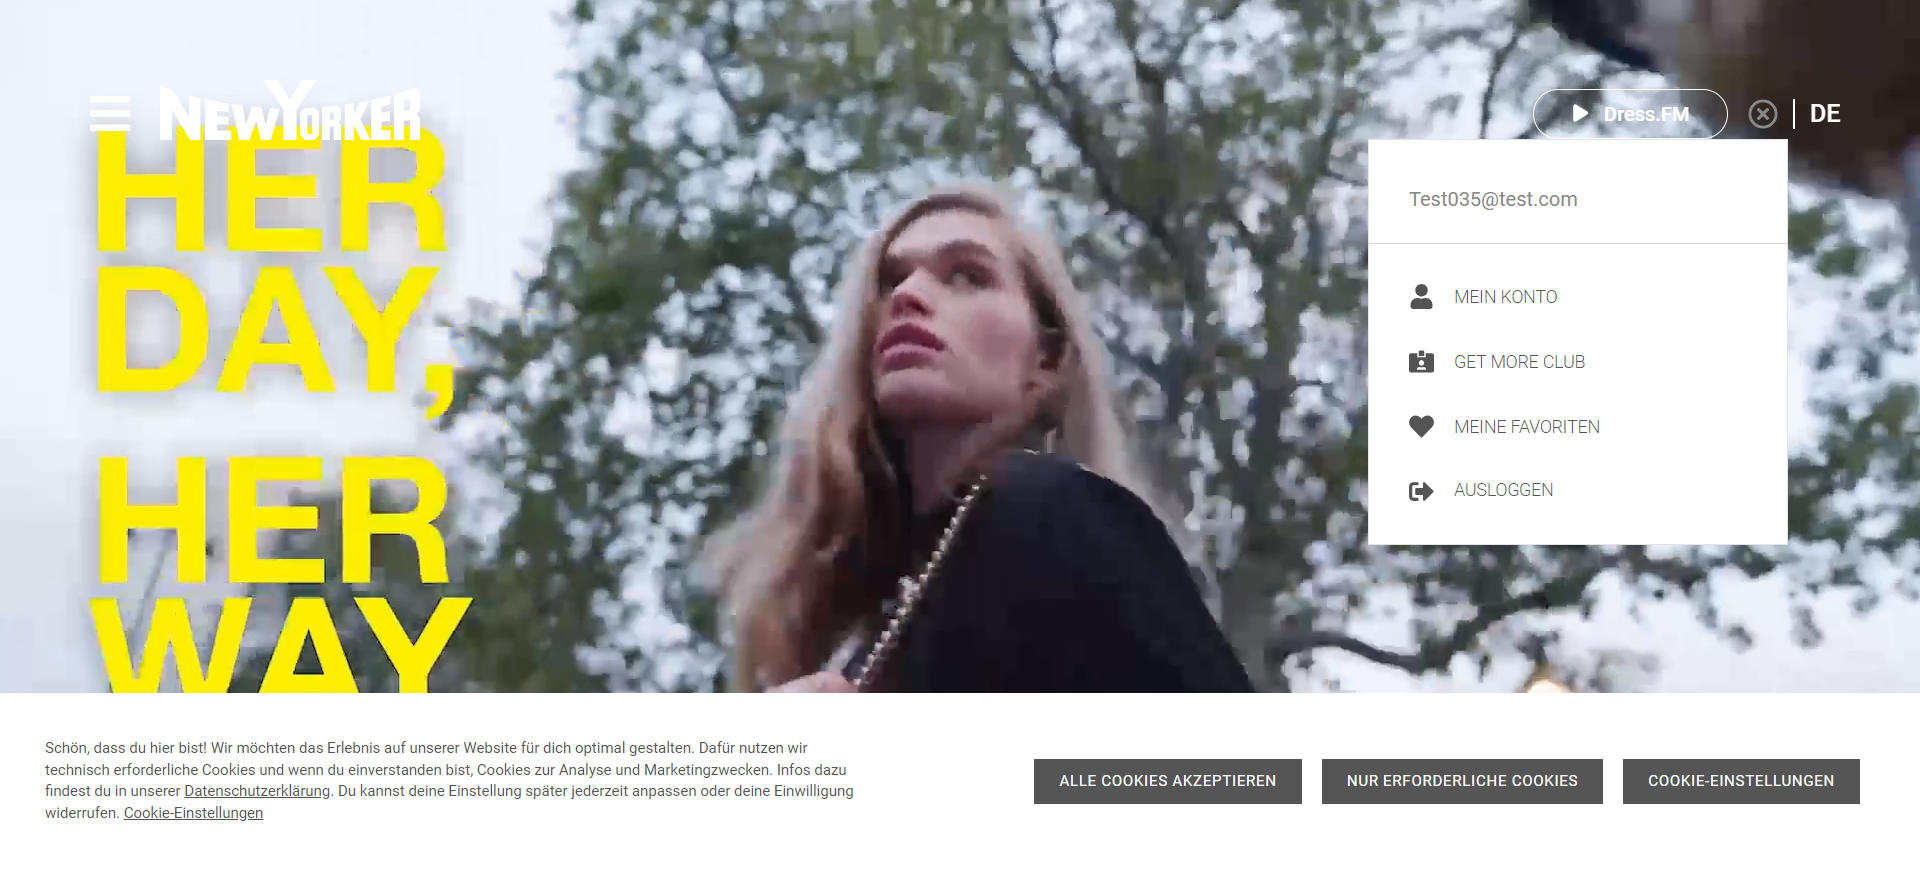 NEWYORKER
Dress.FM
DE
HER
DAY,
HER
WAY
Test035@test.com
MEIN KONTO
GET MORE CLUB
MEINE FAVORITEN
AUSLOGGEN
Schön, dass du hier bist! Wir möchten das Erlebnis auf unserer Website für dich optimal gestalten. Dafür nutzen wir
technisch erforderliche Cookies und wenn du einverstanden bist, Cookies zur Analyse und Marketingzwecken. Infos dazu
findest du in unserer Datenschutzerklärung. Du kannst deine Einstellung später jederzeit anpassen oder deine Einwilligung
widerrufen. Cookie-Einstellungen
ALLE COOKIES AKZEPTIEREN
NUR ERFORDERLICHE COOKIES
COOKIE-EINSTELLUNGEN